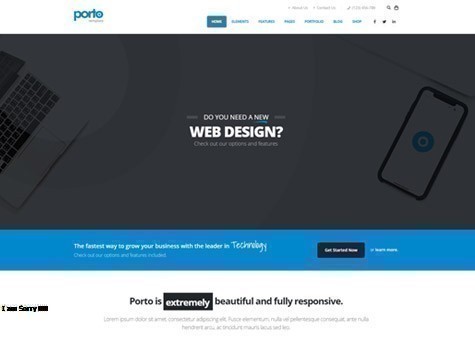 porto
About Us Contact Us (123) 456-789
HOME ELEMENTS FEATURES PAGES PORTFOLIO BLOG SHOP
DO YOU NEED A NEW
WEB DESIGN?
Check out our options and features
The fastest way to grow your business with the leader in Technology
Check out our options and features included.
Get Started Now or learn more.
Porto is extremely beautiful and fully responsive.
I am Sorry
Lorem ipsum dolor sit amet, consectetur adipiscing elit. Fusce elementum, nulla vel pellentesque consequat, ante nulla
hendrerit arcu, ac tincidunt mauris lacus sed leo.